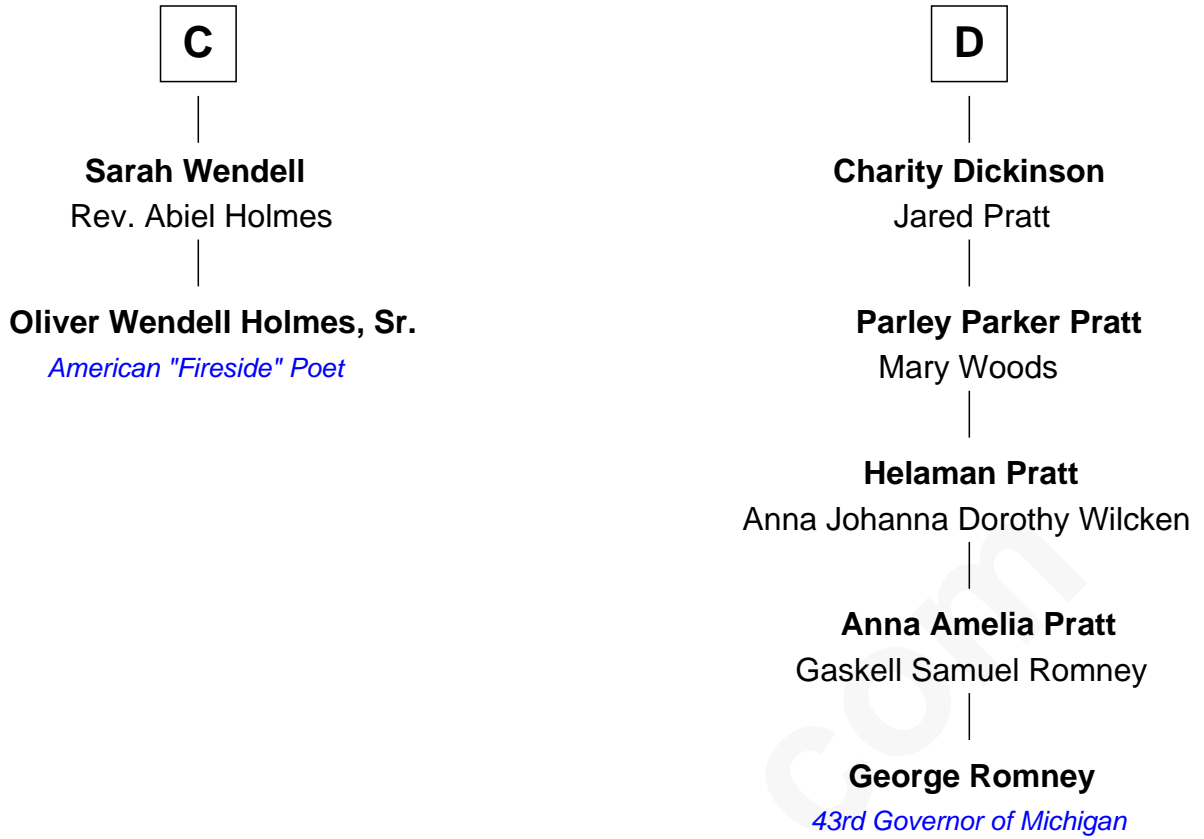 C
Sarah Wendell
Rev. Abiel Holmes
Oliver Wendell Holmes, Sr.
American "Fireside" Poet
D
Charity Dickinson
Jared Pratt
Parley Parker Pratt
Mary Woods
Helaman Pratt
Anna Johanna Dorothy Wilcken
Anna Amelia Pratt
Gaskell Samuel Romney
George Romney
43rd Governor of Michigan
com